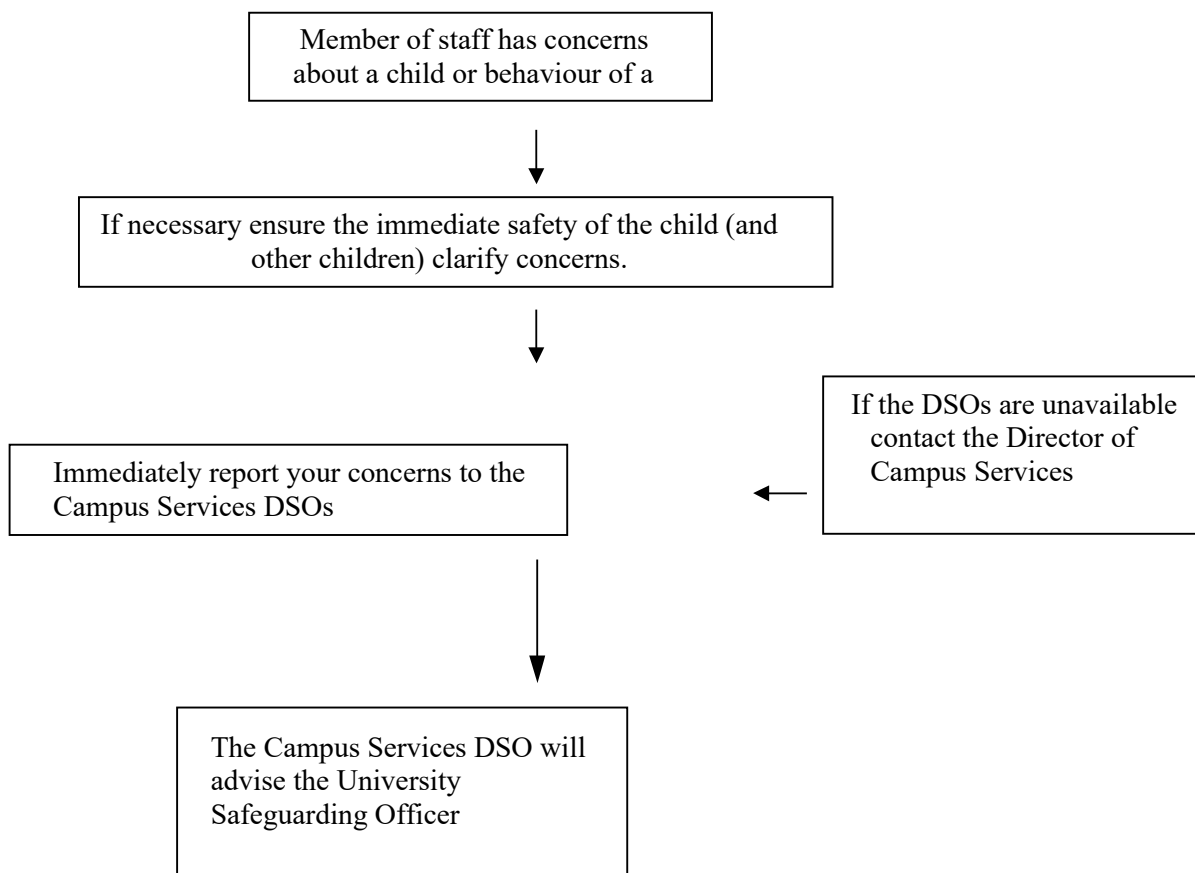 Member of staff has concerns
about a child or behaviour of a
If necessary ensure the immediate safety of the child (and
other children) clarify concerns.
If the DSOs are unavailable
contact the Director of
Campus Services
Immediately report your concerns to the
Campus Services DSOs
The Campus Services DSO will
advise the University
Safeguarding Officer